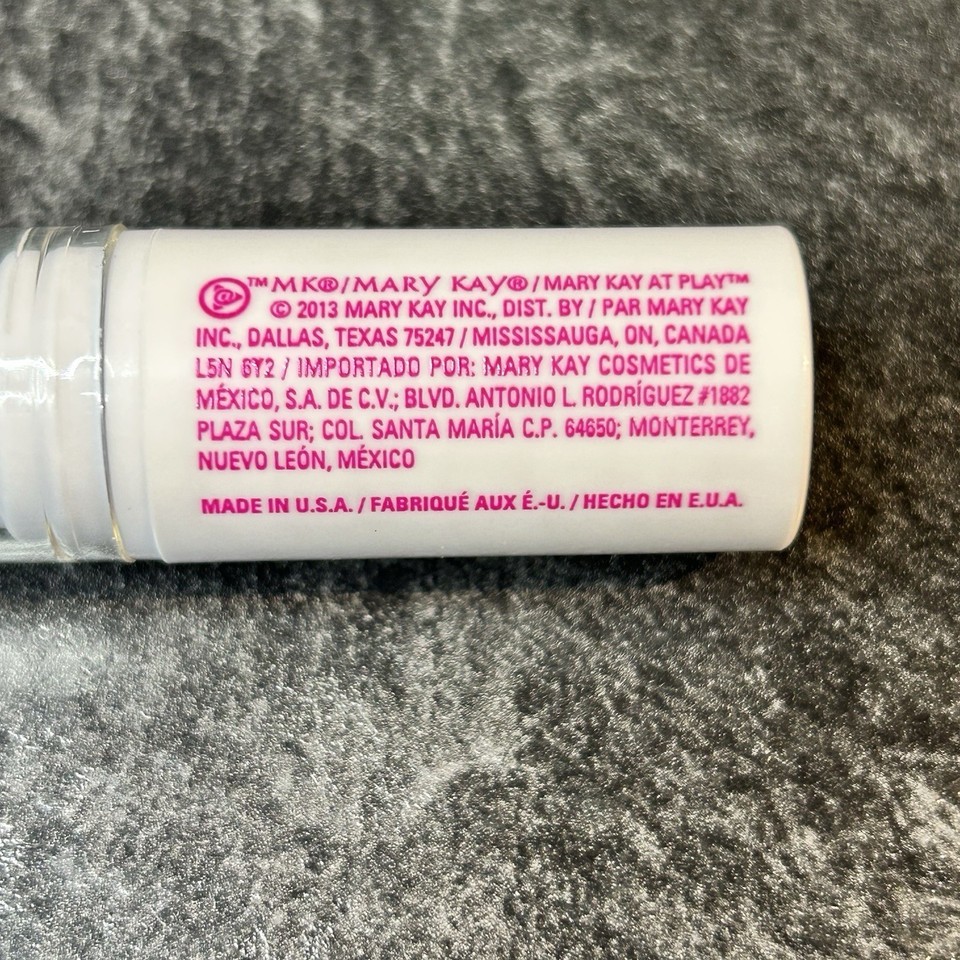 @™ MK®/MARY KAY®/MARY KAY AT PLAY™
© 2013 MARY KAY INC., DIST. BY / PAR MARY KAY
INC., DALLAS, TEXAS 75247 / MISSISSAUGA, ON, CANADA
L5N 6Y2 / IMPORTADO POR: MARY KAY COSMETICS DE
MÉXICO, S.A. DE C.V.; BLVD. ANTONIO L. RODRÍGUEZ #1882
PLAZA SUR; COL. SANTA MARÍA C.P. 64650; MONTERREY,
NUEVO LEÓN, MÉXICO
MADE IN U.S.A. / FABRIQUÉ AUX É.-U. / HECHO EN E.U.A.